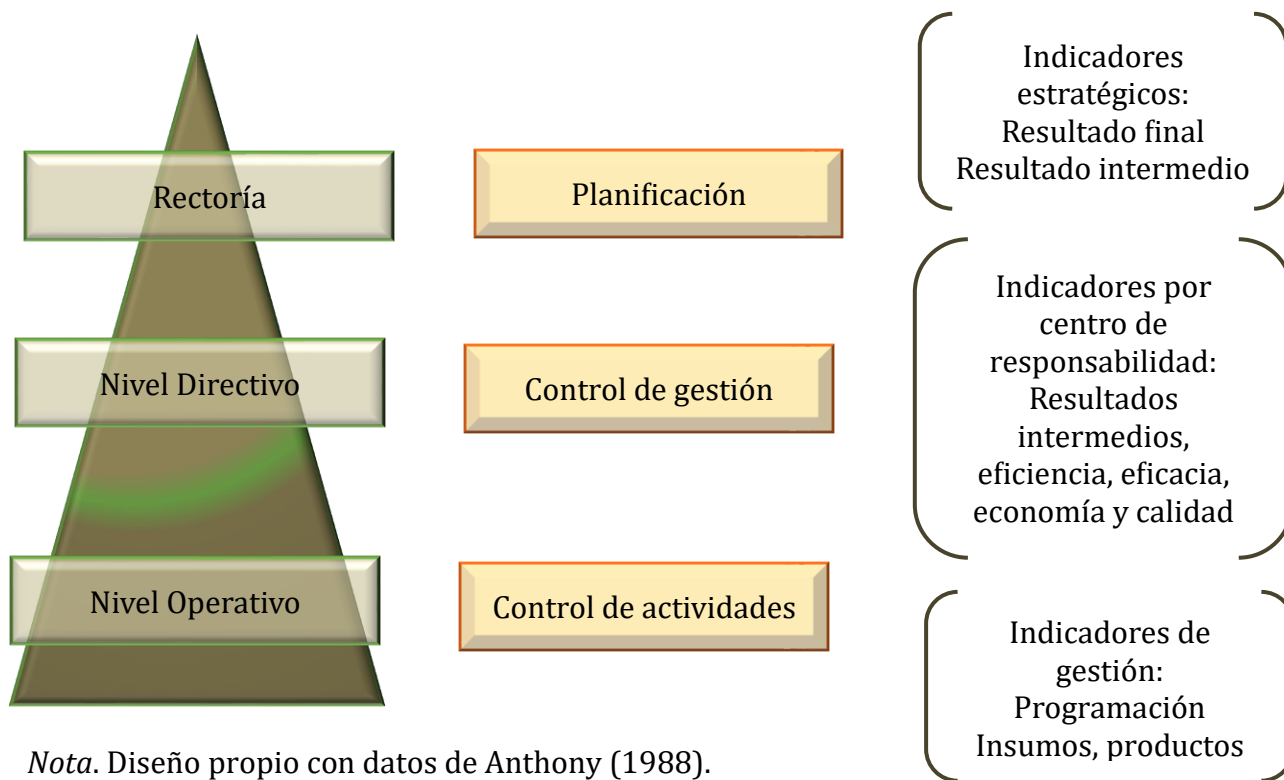 Rectoría
Planificación
Indicadores
estratégicos:
Resultado final
Resultado intermedio
Nivel Directivo
Control de gestión
Indicadores por
centro de
responsabilidad:
Resultados
intermedios,
eficiencia, eficacia,
economía y calidad
Nivel Operativo
Control de actividades
Indicadores de
gestión:
Programación
Insumos, productos
Nota. Diseño propio con datos de Anthony (1988).